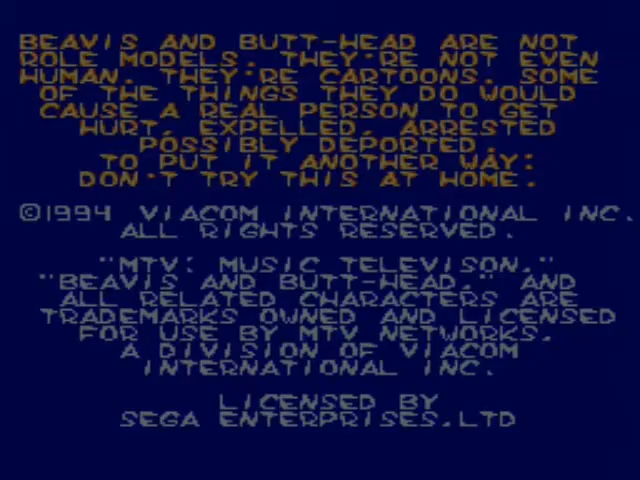 BEAVIS AND BUTT-HEAD ARE NOT
ROLE MODELS. THEY'RE NOT EVEN
HUMAN. THEY'RE CARTOONS. SOME
OF THE THINGS THEY DO WOULD
CAUSE A REAL PERSON TO GET
HURT, EXPELLED, ARRESTED
POSSIBLY DEPORTED.
TO PUT IT ANOTHER WAY:
DON'T TRY THIS AT HOME.
©1994 VIACOM INTERNATIONAL INC.
ALL RIGHTS RESERVED.
"MTV: MUSIC TELEVISON,"
"BEAVIS AND BUTT-HEAD," AND
ALL RELATED CHARACTERS ARE
TRADEMARKS OWNED AND LICENSED
FOR USE BY MTV NETWORKS,
A DIVISION OF VIACOM
INTERNATIONAL INC.
LICENSED BY
SEGA ENTERPRISES,LTD